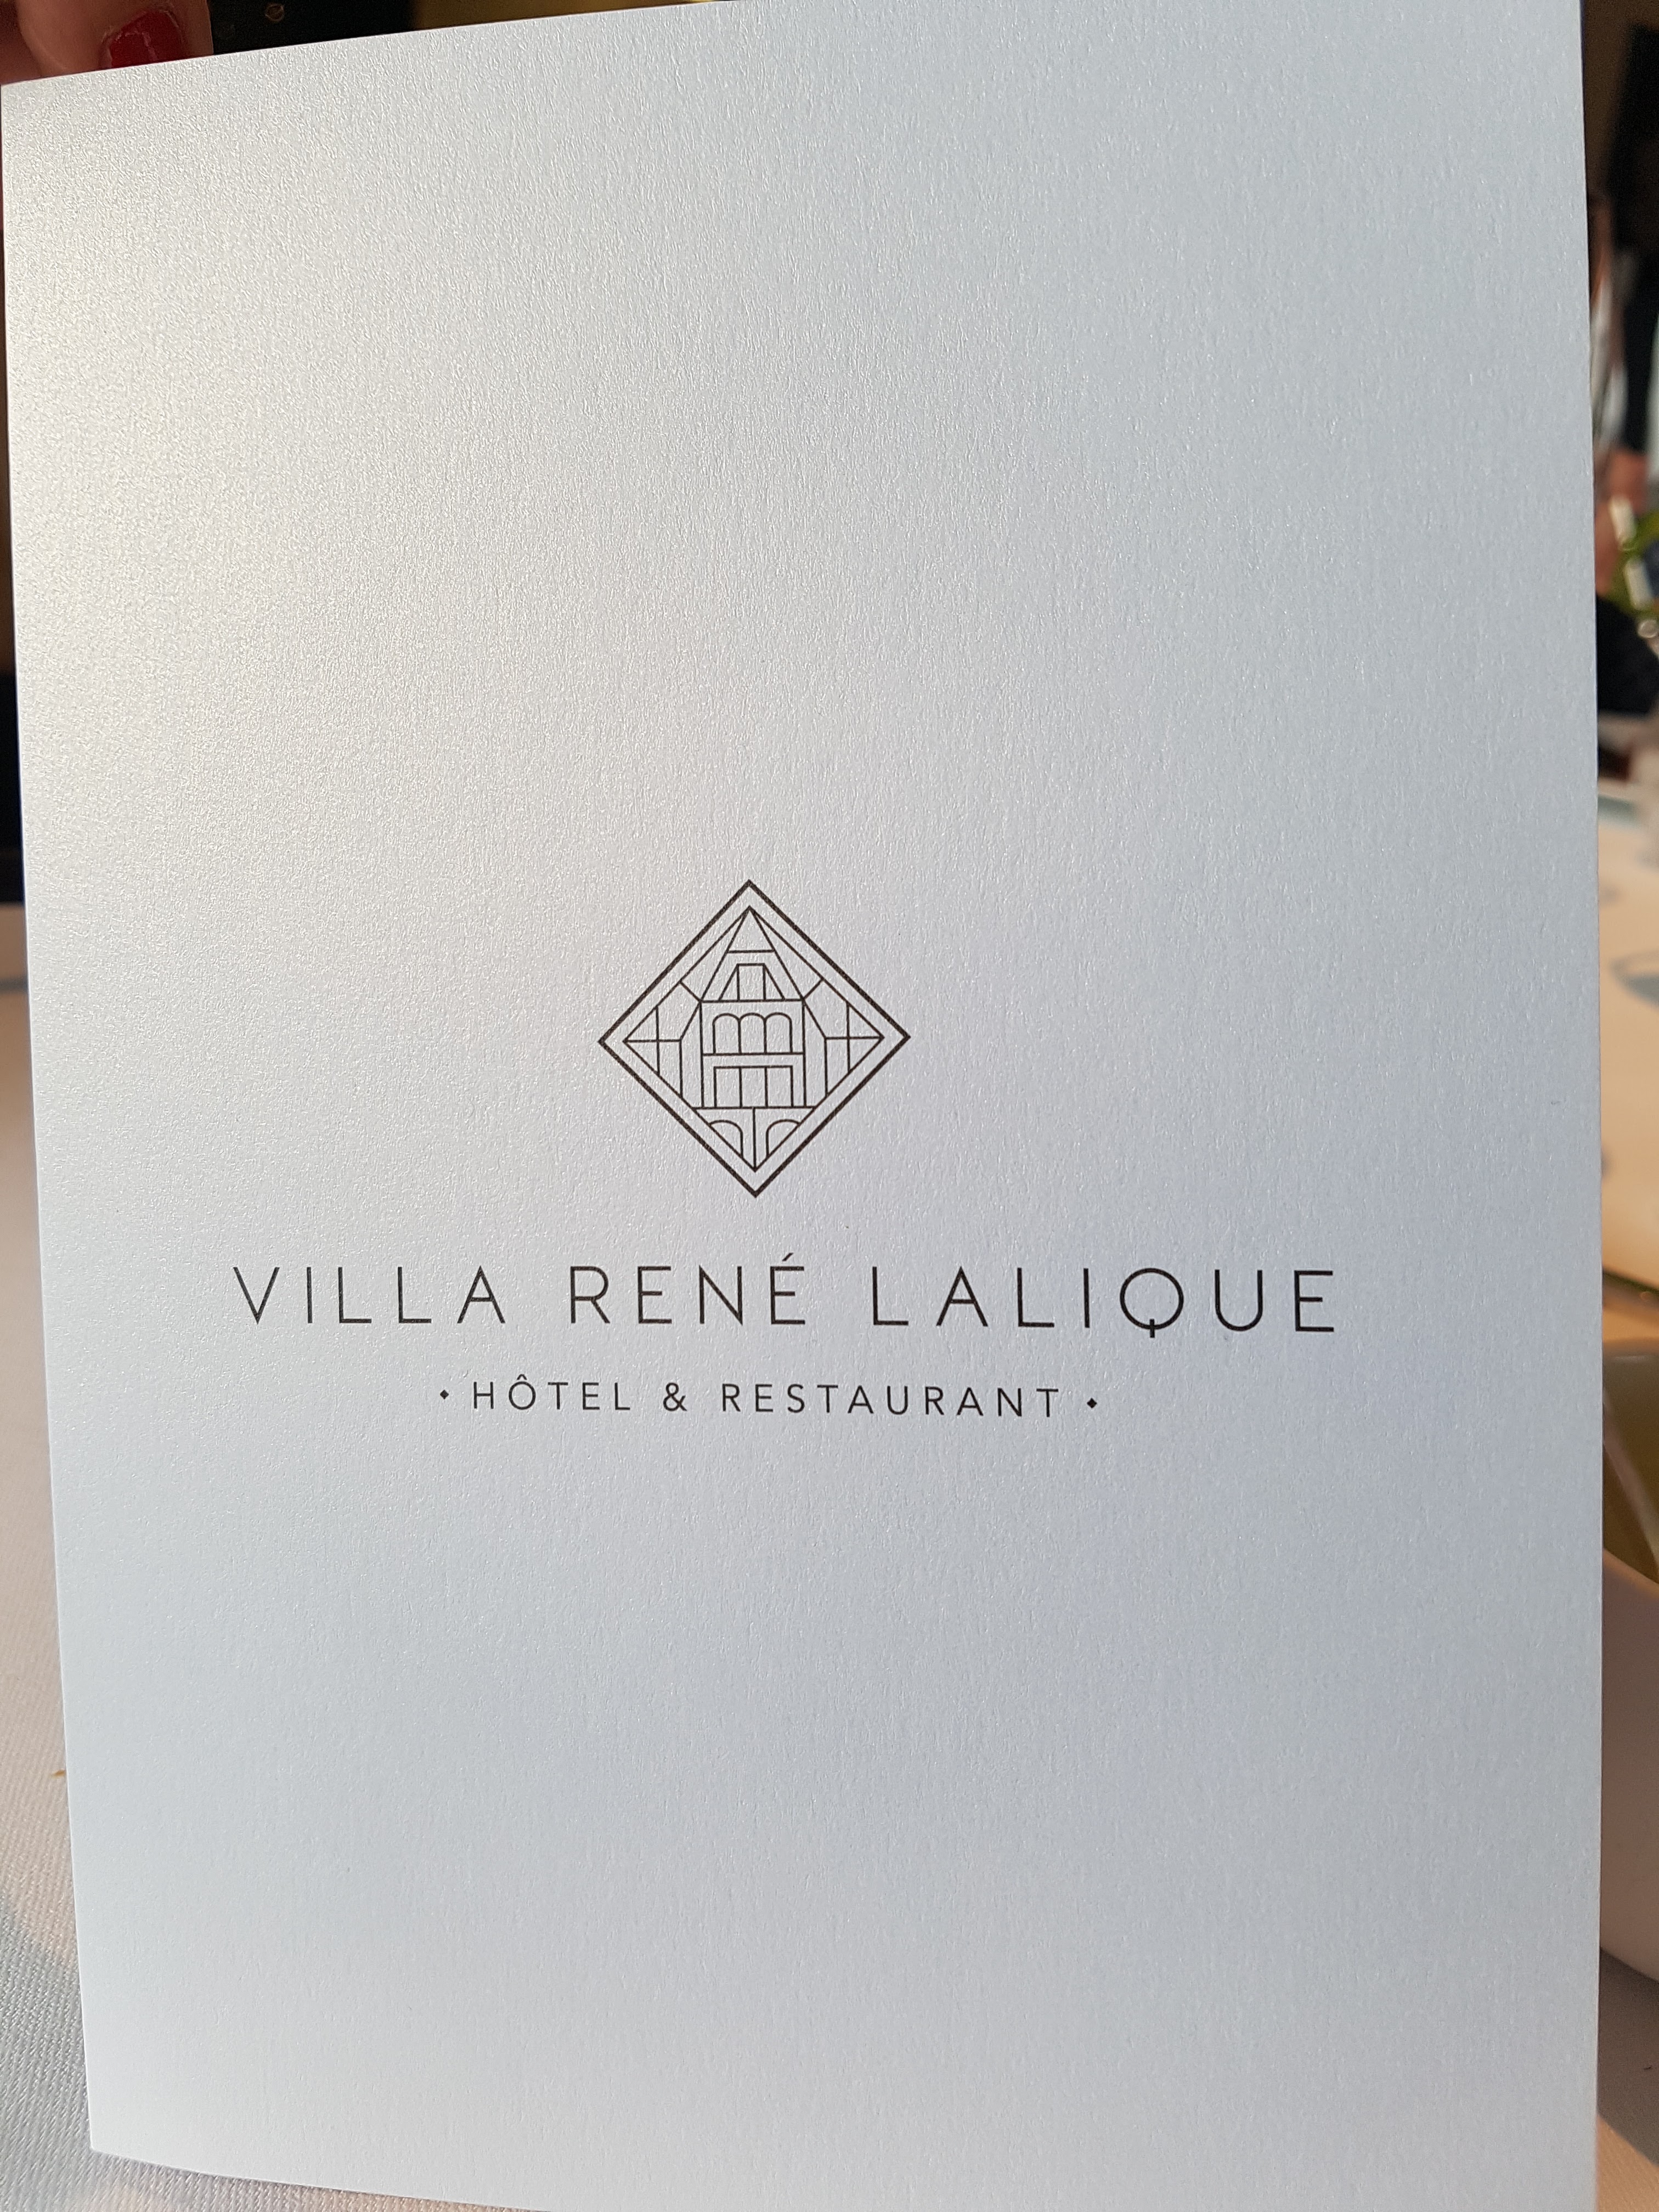 VILLA RENÉ LALIQUE
• HÔTEL & RESTAURANT •